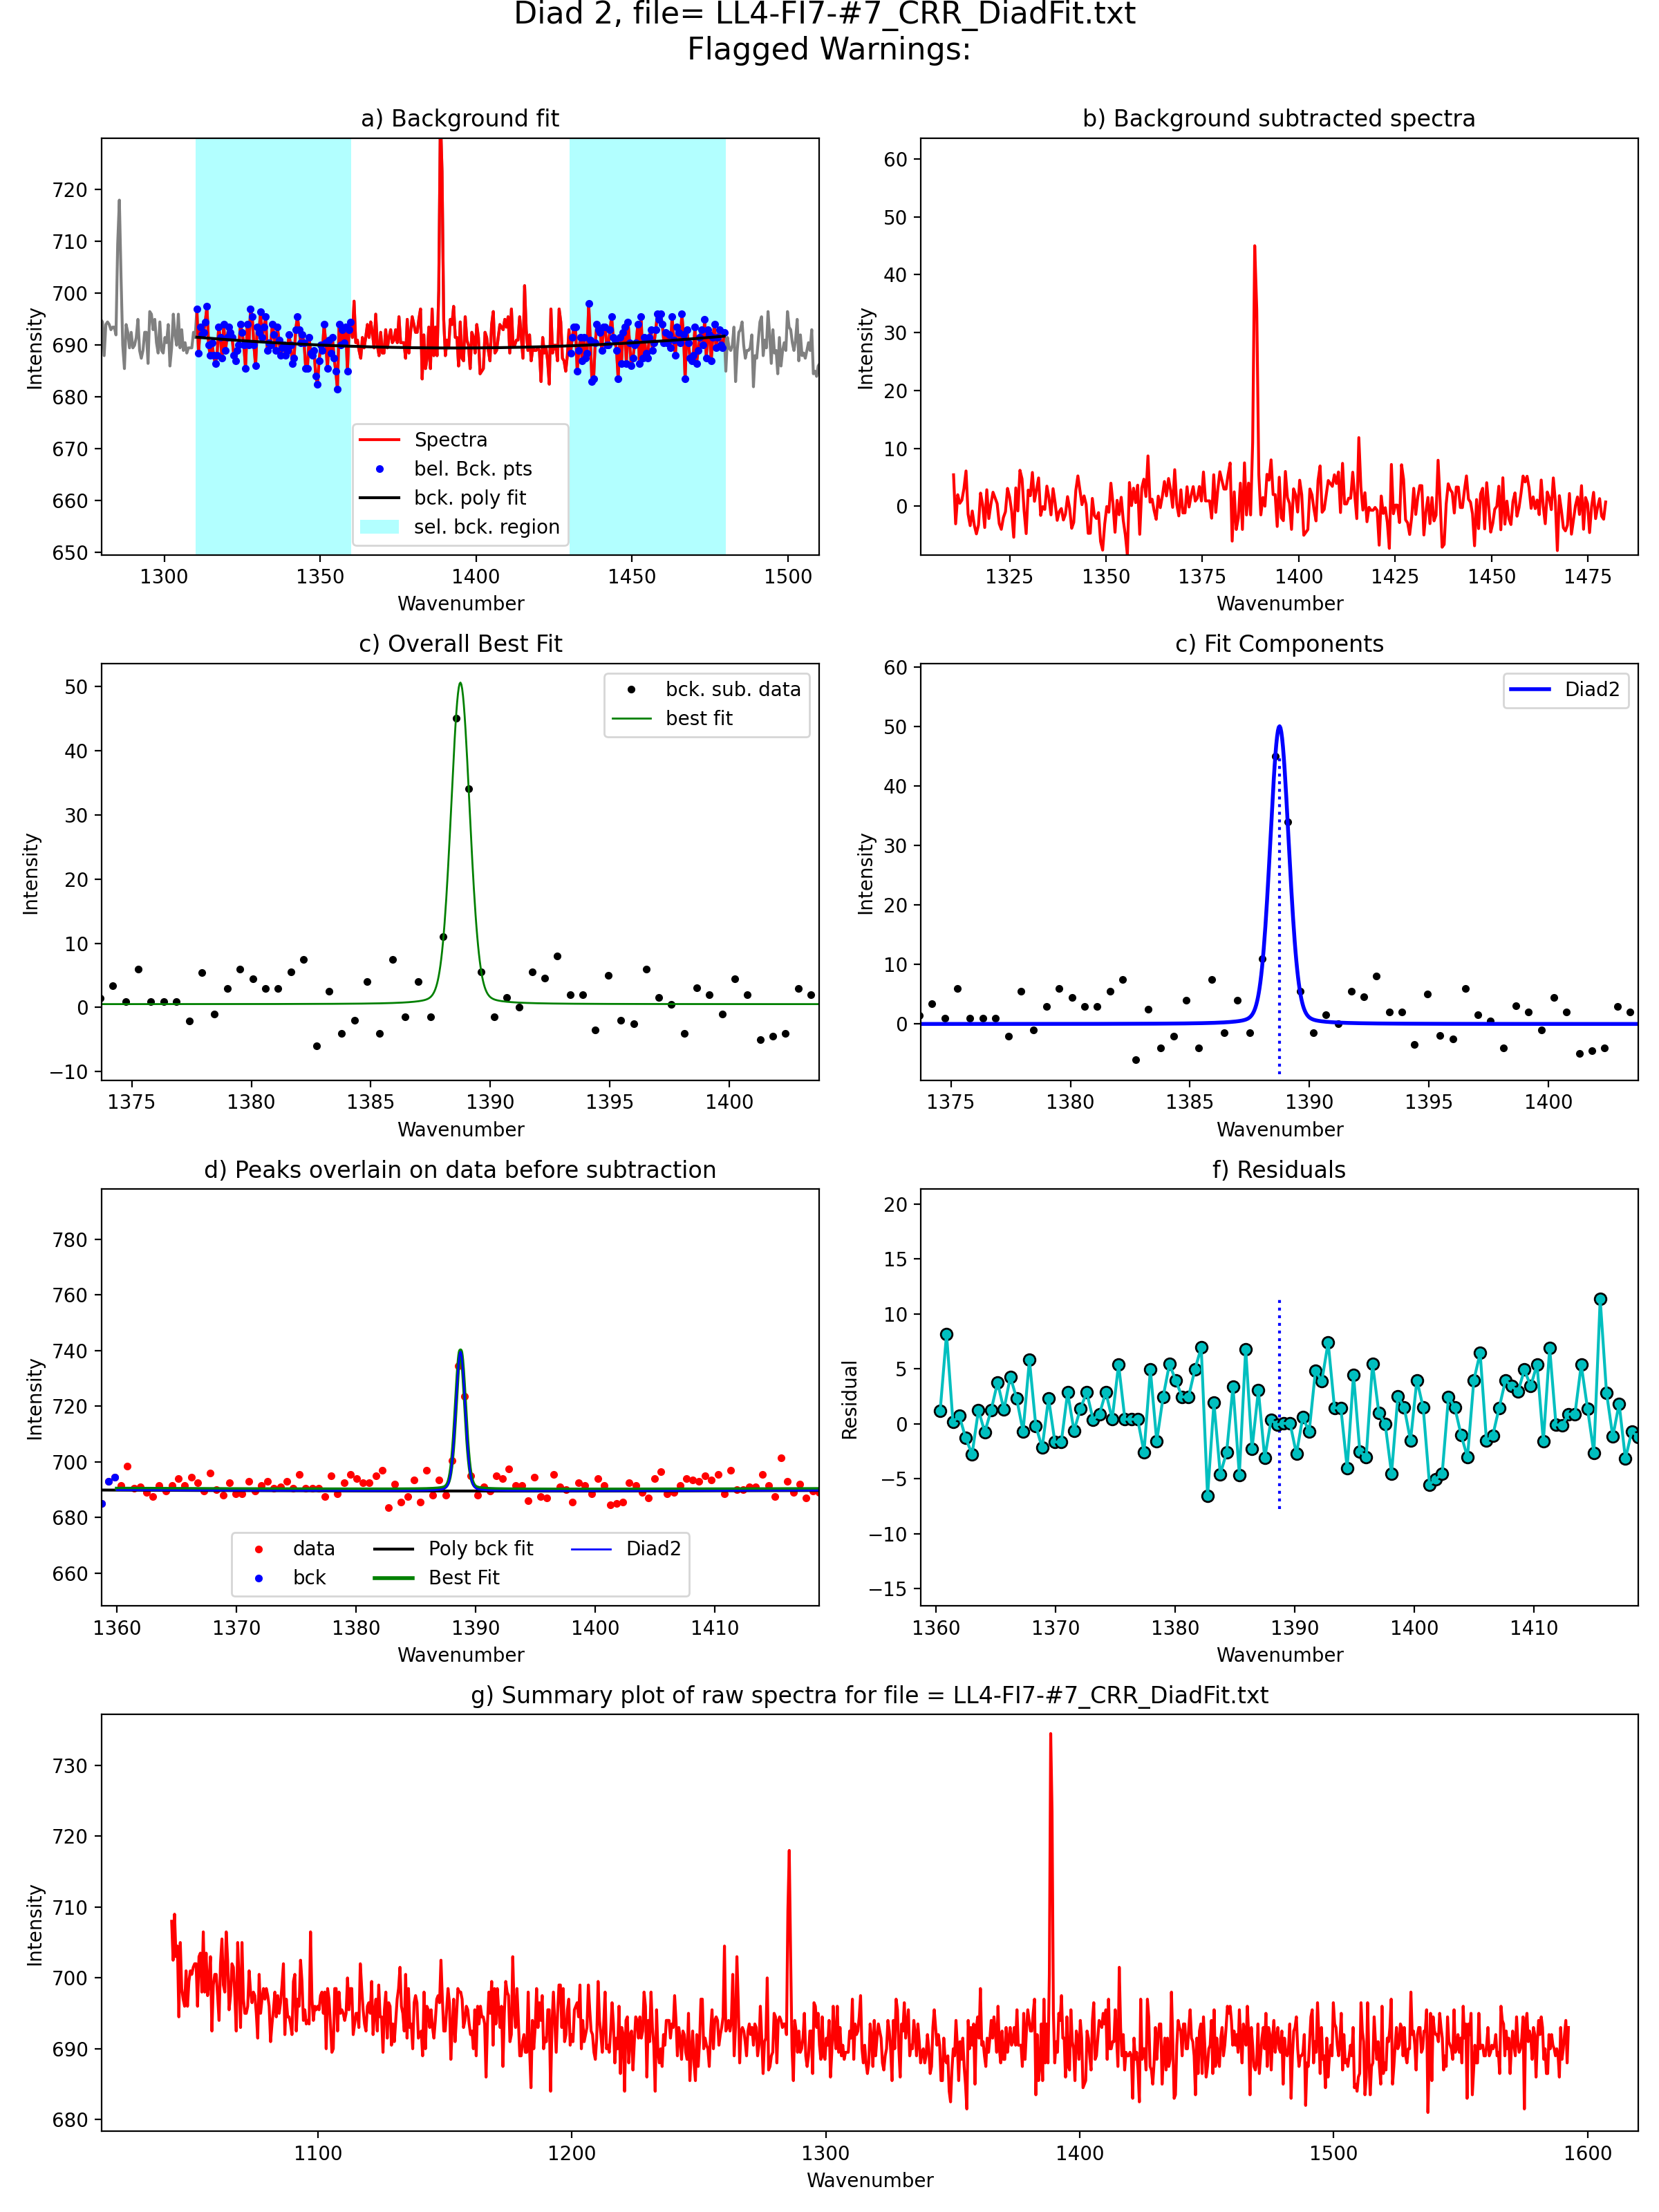 Diad 2, file= LL4-FI7-#7_CRR_DiadFit.txt
Flagged Warnings:
a) Background fit
Intensity
720
710
700
690
680
670
660
650
Spectra
bel. Bck. pts
bck. poly fit
sel. bck. region
1300 1350 1400 1450 1500
Wavenumber
b) Background subtracted spectra
Intensity
60
50
40
30
20
10
0
1325 1350 1375 1400 1425 1450 1475
Wavenumber
c) Overall Best Fit
Intensity
50
40
30
20
10
0
−10
bck. sub. data
best fit
1375 1380 1385 1390 1395 1400
Wavenumber
c) Fit Components
Intensity
60
50
40
30
20
10
0
Diad2
1375 1380 1385 1390 1395 1400
Wavenumber
d) Peaks overlain on data before subtraction
Intensity
780
760
740
720
700
680
660
data
bck
Poly bck fit
Best Fit
Diad2
1360 1370 1380 1390 1400 1410
Wavenumber
f) Residuals
Residual
20
15
10
5
0
−5
−10
−15
1360 1370 1380 1390 1400 1410
Wavenumber
g) Summary plot of raw spectra for file = LL4-FI7-#7_CRR_DiadFit.txt
Intensity
730
720
710
700
690
680
1100 1200 1300 1400 1500 1600
Wavenumber